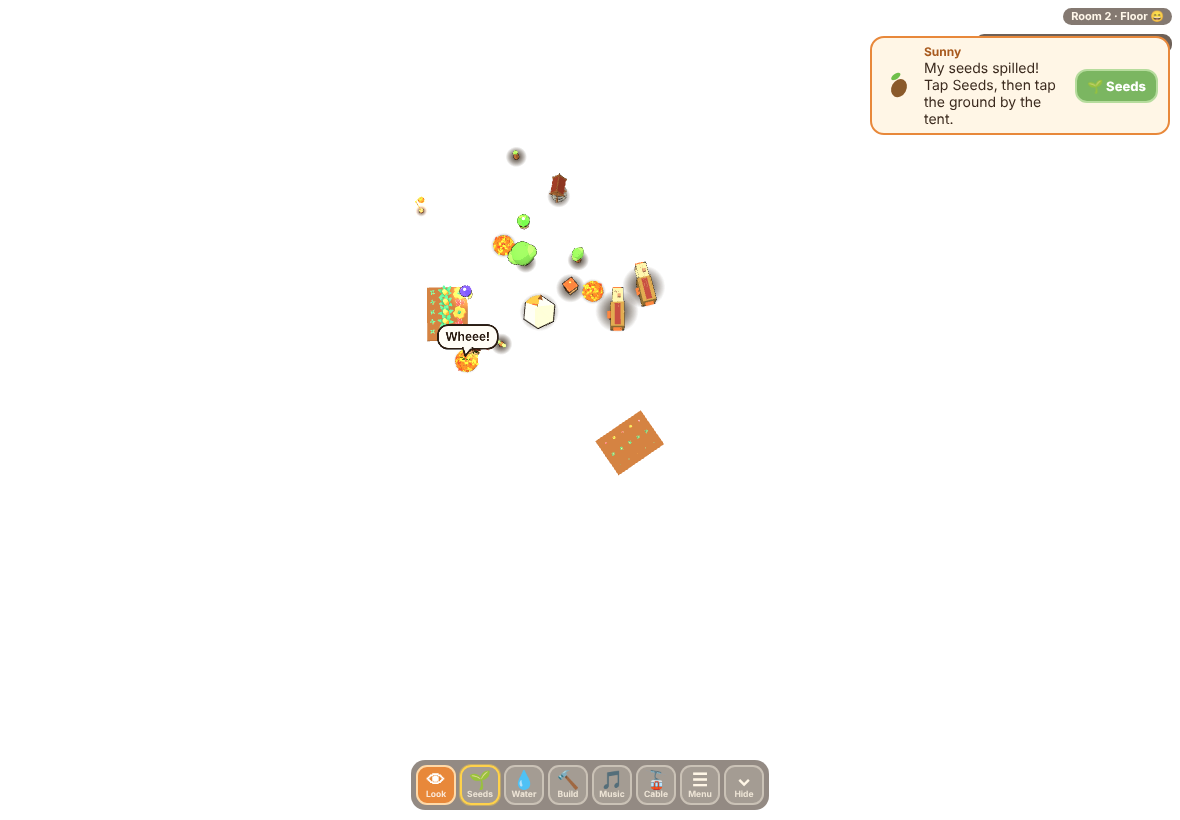 Room 2 · Floor 😀
Sunny
My seeds spilled!
Tap Seeds, then tap
the ground by the
tent.
🌱 Seeds
Wheee!
Look
Seeds
Water
Build
Music
Cable
Menu
Hide